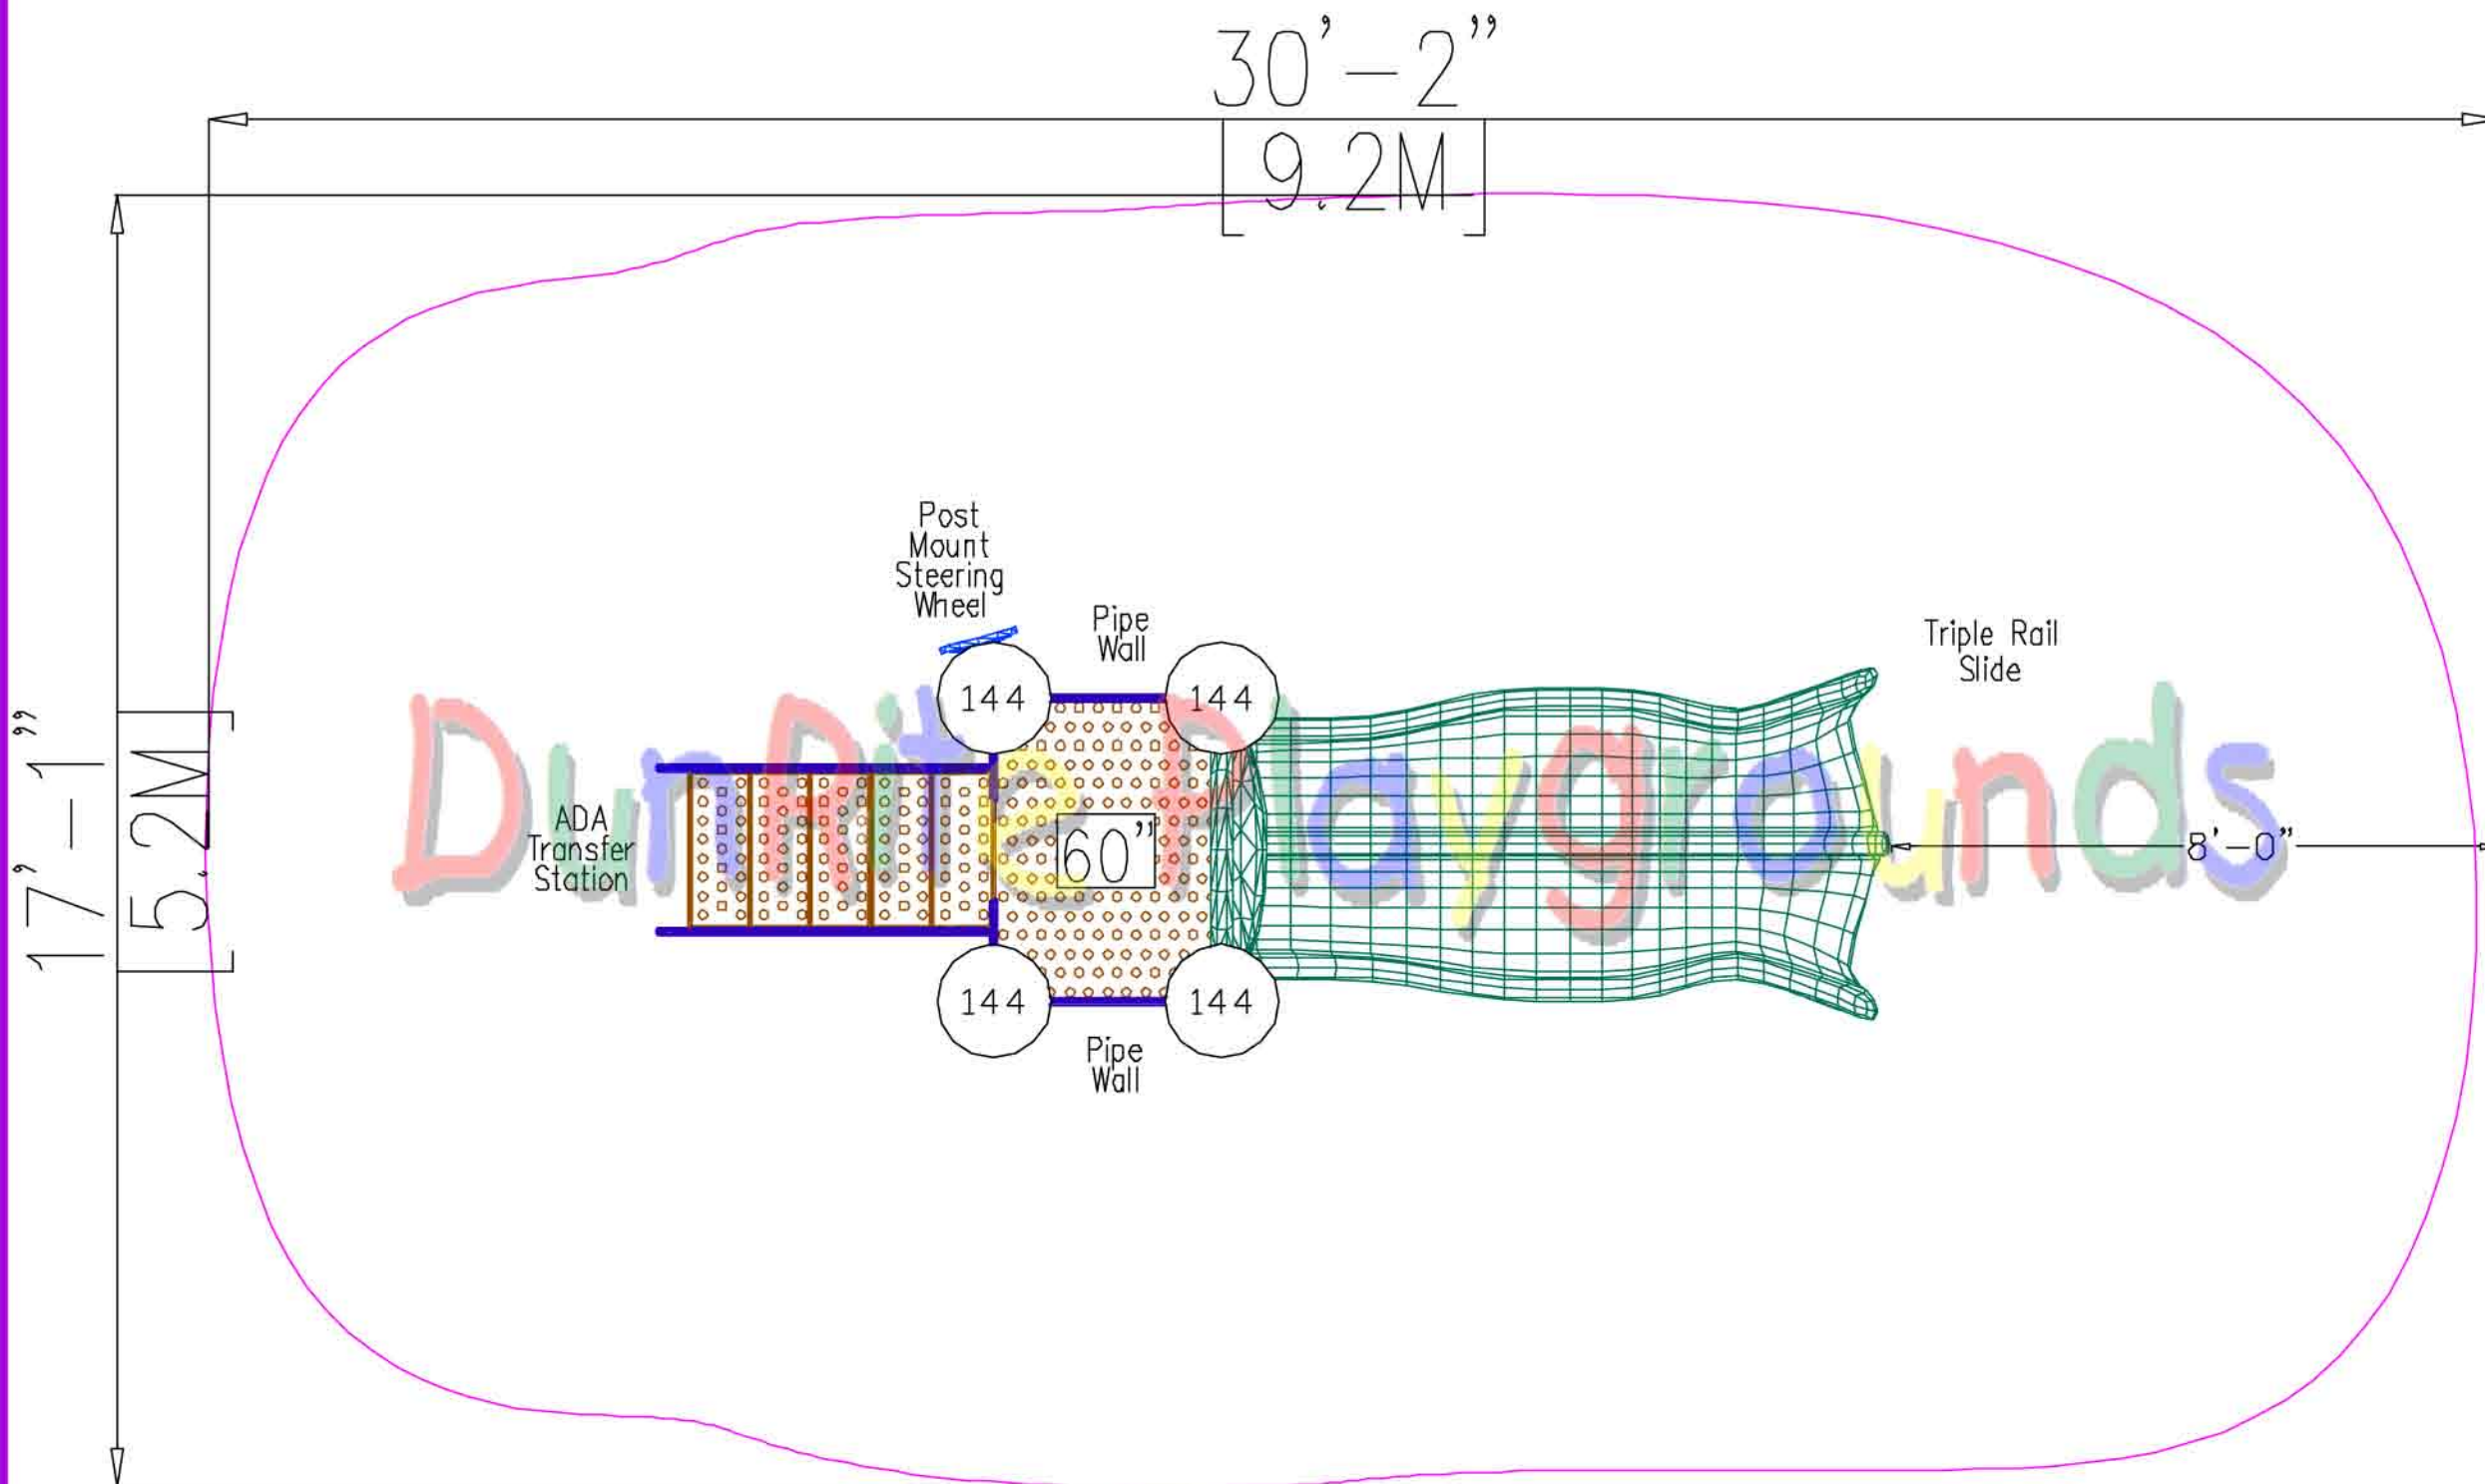 30'-2"
[9.2M]
17'-1"
[5.2M]
Post
Mount
Steering
Wheel
Pipe
Wall
Triple Rail
Slide
144
144
DunRite Playgrounds
ADA
Transfer
Station
60"
8'-0"
144
144
Pipe
Wall